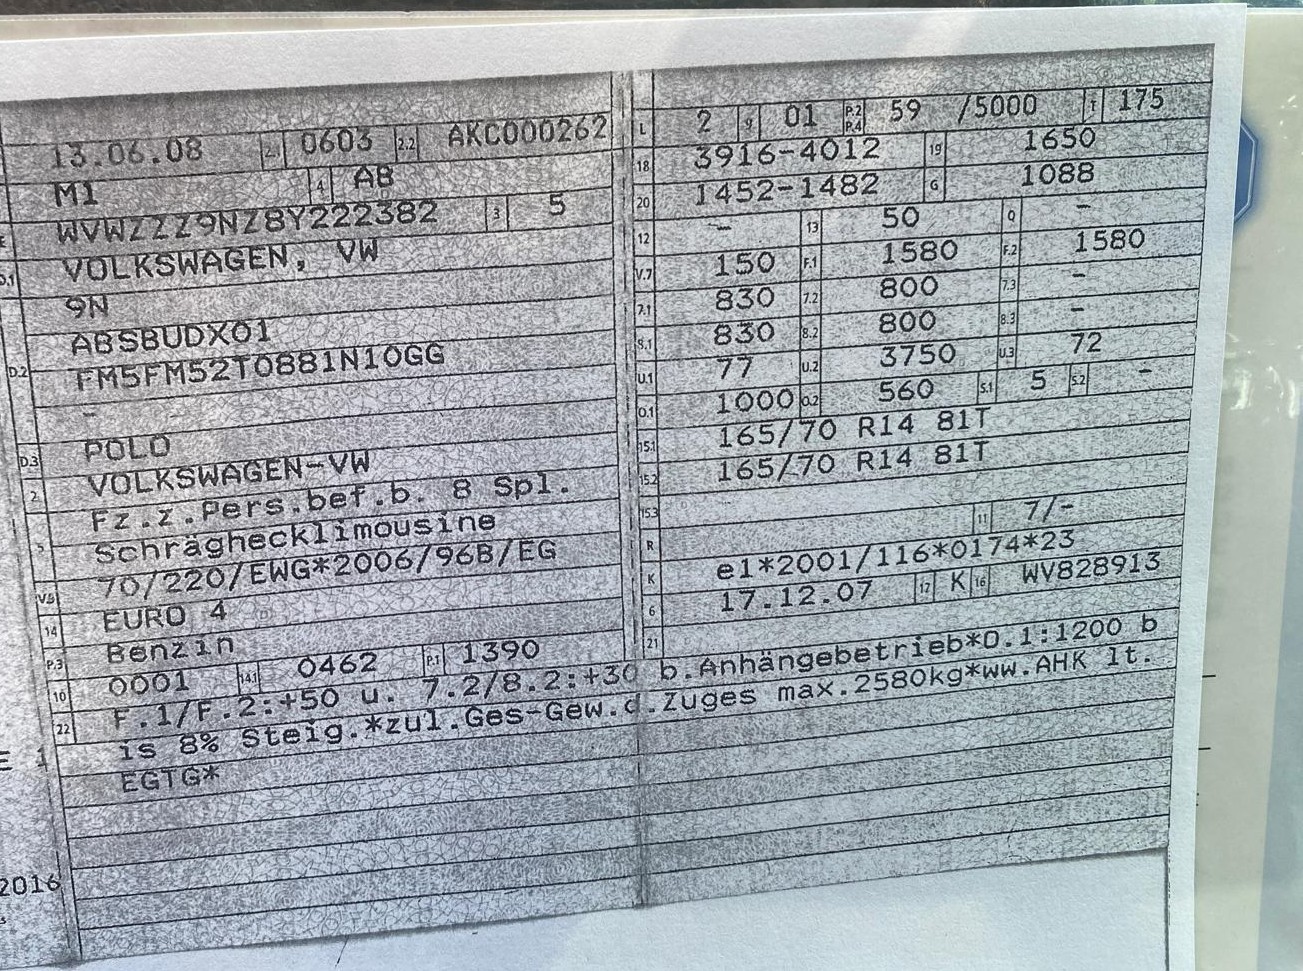 13.06.08 2.1 0603 2.2 AKC000262
M1 4 AB
E WVWZZZ9NZ8Y222382 3 5
D.1 VOLKSWAGEN, VW
9N
ABSBUDX01
D.2 FM5FM52T0881N10GG
-
D.3 POLO
2 VOLKSWAGEN-VW
Fz.z.Pers.bef.b. 8 Spl.
5 Schräghecklimousine
V.9 70/220/EWG*2006/96B/EG
14 EURO 4
P.3 Benzin
10 0001 14.1 0462 P.1 1390
L 2 9 01 P.2 P.4 59 /5000 T 175
18 3916-4012 19 1650
20 1452-1482 G 1088
12 - 13 50 Q -
V.7 150 F.1 1580 F.2 1580
7.1 830 7.2 800 7.3 -
8.1 830 8.2 800 8.3 -
U.1 77 U.2 3750 U.3 72
O.1 1000 O.2 560 S.1 5 S.2 -
15.1 165/70 R14 81T
15.2 165/70 R14 81T
15.3
R 11 7/-
K e1*2001/116*0174*23
6 17.12.07 17 K 16 WV828913
21
22 F.1/F.2:+50 u. 7.2/8.2:+30 b.Anhängebetrieb*O.1:1200 b
is 8% Steig.*zul.Ges-Gew.d.Zuges max.2580kg*ww.AHK lt.
EGTG*
E 1
2016